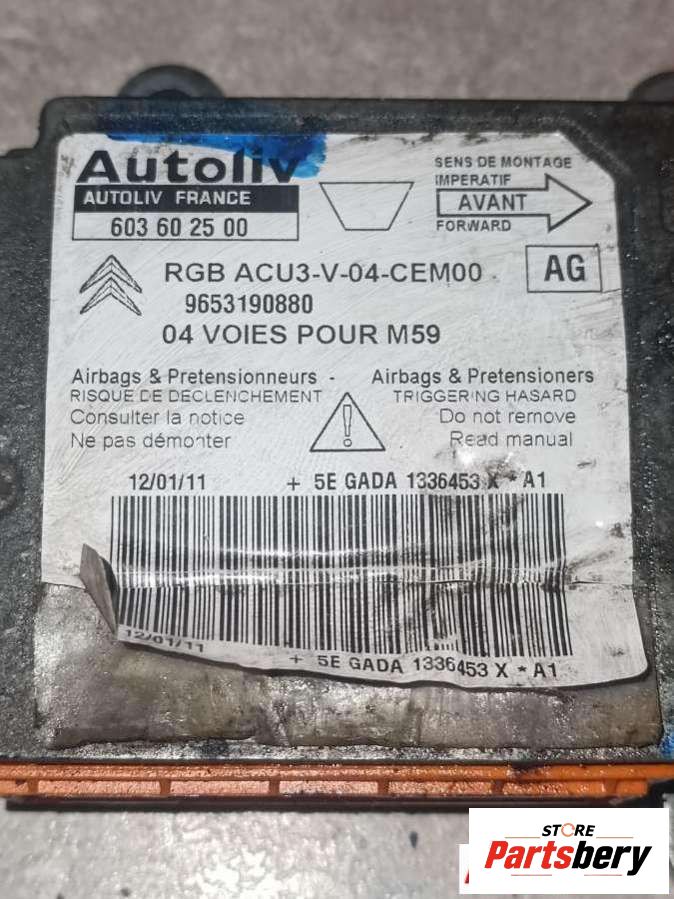 Autoliv
AUTOLIV FRANCE
603 60 25 00
SENS DE MONTAGE
IMPERATIF
AVANT
FORWARD
RGB ACU3-V-04-CEM00
AG
9653190880
04 VOIES POUR M59
Airbags & Pretensionneurs -
RISQUE DE DECLENCHEMENT
Consulter la notice
Ne pas démonter
Airbags & Pretensioners
TRIGGERING HASARD
Do not remove
Read manual
12/01/11 + 5E GADA 1336453 X * A1
12/01/11 + 5E GADA 1336453 X * A1
STORE
Partsbery